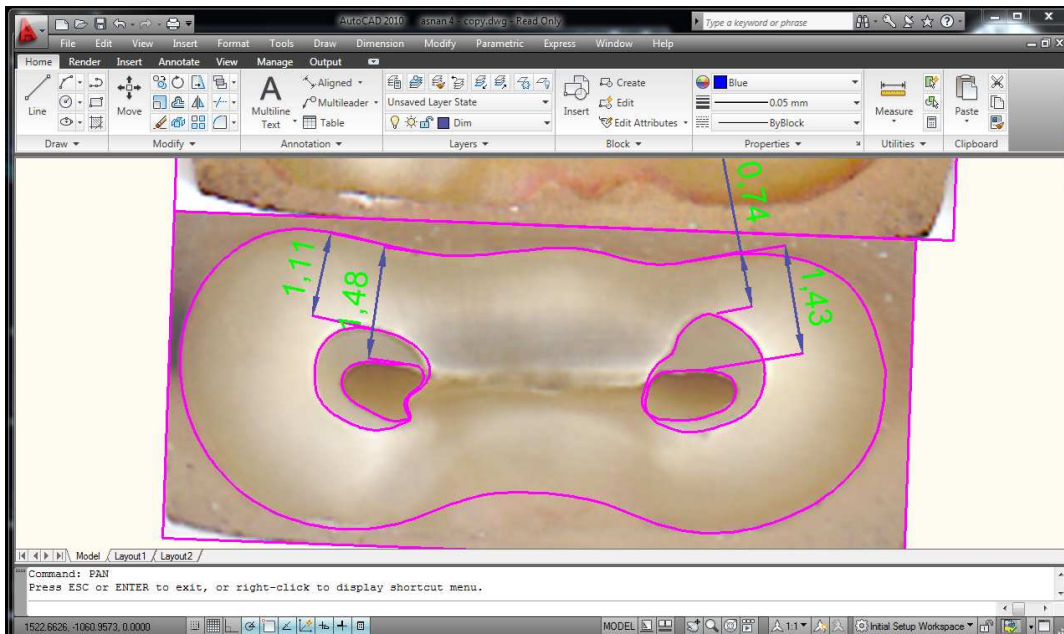 AutoCAD 2010 asnan 4 - copy.dwg - Read Only
Type a keyword or phrase
File Edit View Insert Format Tools Draw Dimension Modify Parametric Express Window Help
Home Render Insert Annotate View Manage Output
Line
Move
A
Multiline Text
Aligned
Multileader
Table
Unsaved Layer State
Dim
Insert
Create
Edit
Edit Attributes
Blue
0.05 mm
ByBlock
Measure
Paste
Draw Modify Annotation Layers Block Properties Utilities Clipboard
0,74
1,11
1,48
1,43
Model Layout1 Layout2
Command: PAN
Press ESC or ENTER to exit, or right-click to display shortcut menu.
1522.6626, -1060.9573, 0.0000 MODEL A 1:1 Initial Setup Workspace